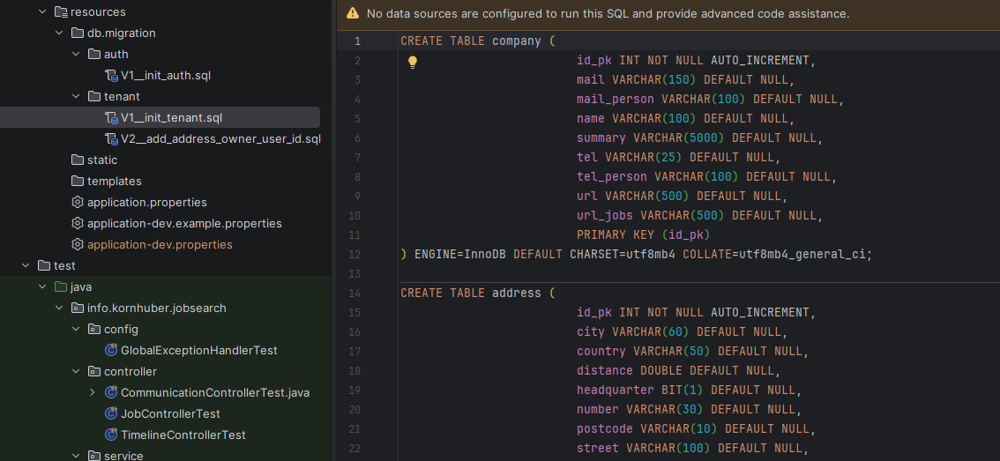 resources
db.migration
auth
V1__init_auth.sql
tenant
V1__init_tenant.sql
V2__add_address_owner_user_id.sql
static
templates
application.properties
application-dev.example.properties
application-dev.properties
test
java
info.kornhuber.jobsearch
config
GlobalExceptionHandlerTest
controller
CommunicationControllerTest.java
JobControllerTest
TimelineControllerTest
service
No data sources are configured to run this SQL and provide advanced code assistance.
1 CREATE TABLE company (
2 id_pk INT NOT NULL AUTO_INCREMENT,
3 mail VARCHAR(150) DEFAULT NULL,
4 mail_person VARCHAR(100) DEFAULT NULL,
5 name VARCHAR(100) DEFAULT NULL,
6 summary VARCHAR(5000) DEFAULT NULL,
7 tel VARCHAR(25) DEFAULT NULL,
8 tel_person VARCHAR(100) DEFAULT NULL,
9 url VARCHAR(500) DEFAULT NULL,
10 url_jobs VARCHAR(500) DEFAULT NULL,
11 PRIMARY KEY (id_pk)
12 ) ENGINE=InnoDB DEFAULT CHARSET=utf8mb4 COLLATE=utf8mb4_general_ci;
13
14 CREATE TABLE address (
15 id_pk INT NOT NULL AUTO_INCREMENT,
16 city VARCHAR(60) DEFAULT NULL,
17 country VARCHAR(50) DEFAULT NULL,
18 distance DOUBLE DEFAULT NULL,
19 headquarter BIT(1) DEFAULT NULL,
20 number VARCHAR(30) DEFAULT NULL,
21 postcode VARCHAR(10) DEFAULT NULL,
22 street VARCHAR(100) DEFAULT NULL,